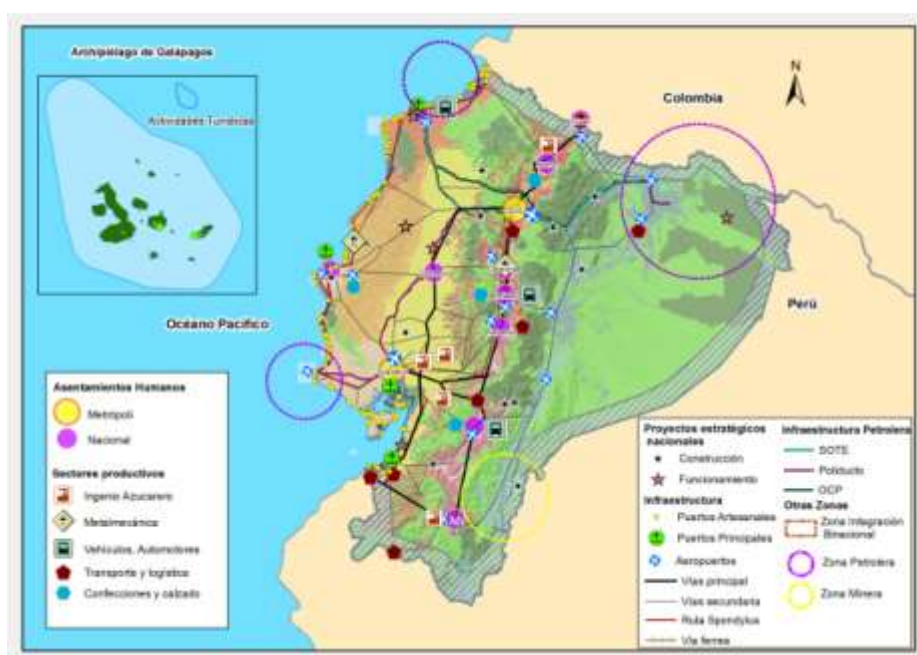 Archipiélago de Galápagos
Actividades Turísticas
N
Colombia
Perú
Océano Pacífico
Asentamientos Humanos
Metrópoli
Nacional
Sectores productivos
Ingenio Azucarero
Metalmecánica
Vehículos, Automotores
Transporte y logística
Confecciones y calzado
Proyectos estratégicos
nacionales
Construcción
Funcionamiento
Infraestructura
Puertos Artesanales
Puertos Principales
Aeropuertos
Vías principal
Vías secundaria
Ruta Spondylus
Vía ferrea
Infraestructura Petrolera
SOTE
Poliducto
OCP
Otras Zonas
Zona Integración
Binacional
Zona Petrolera
Zona Minera